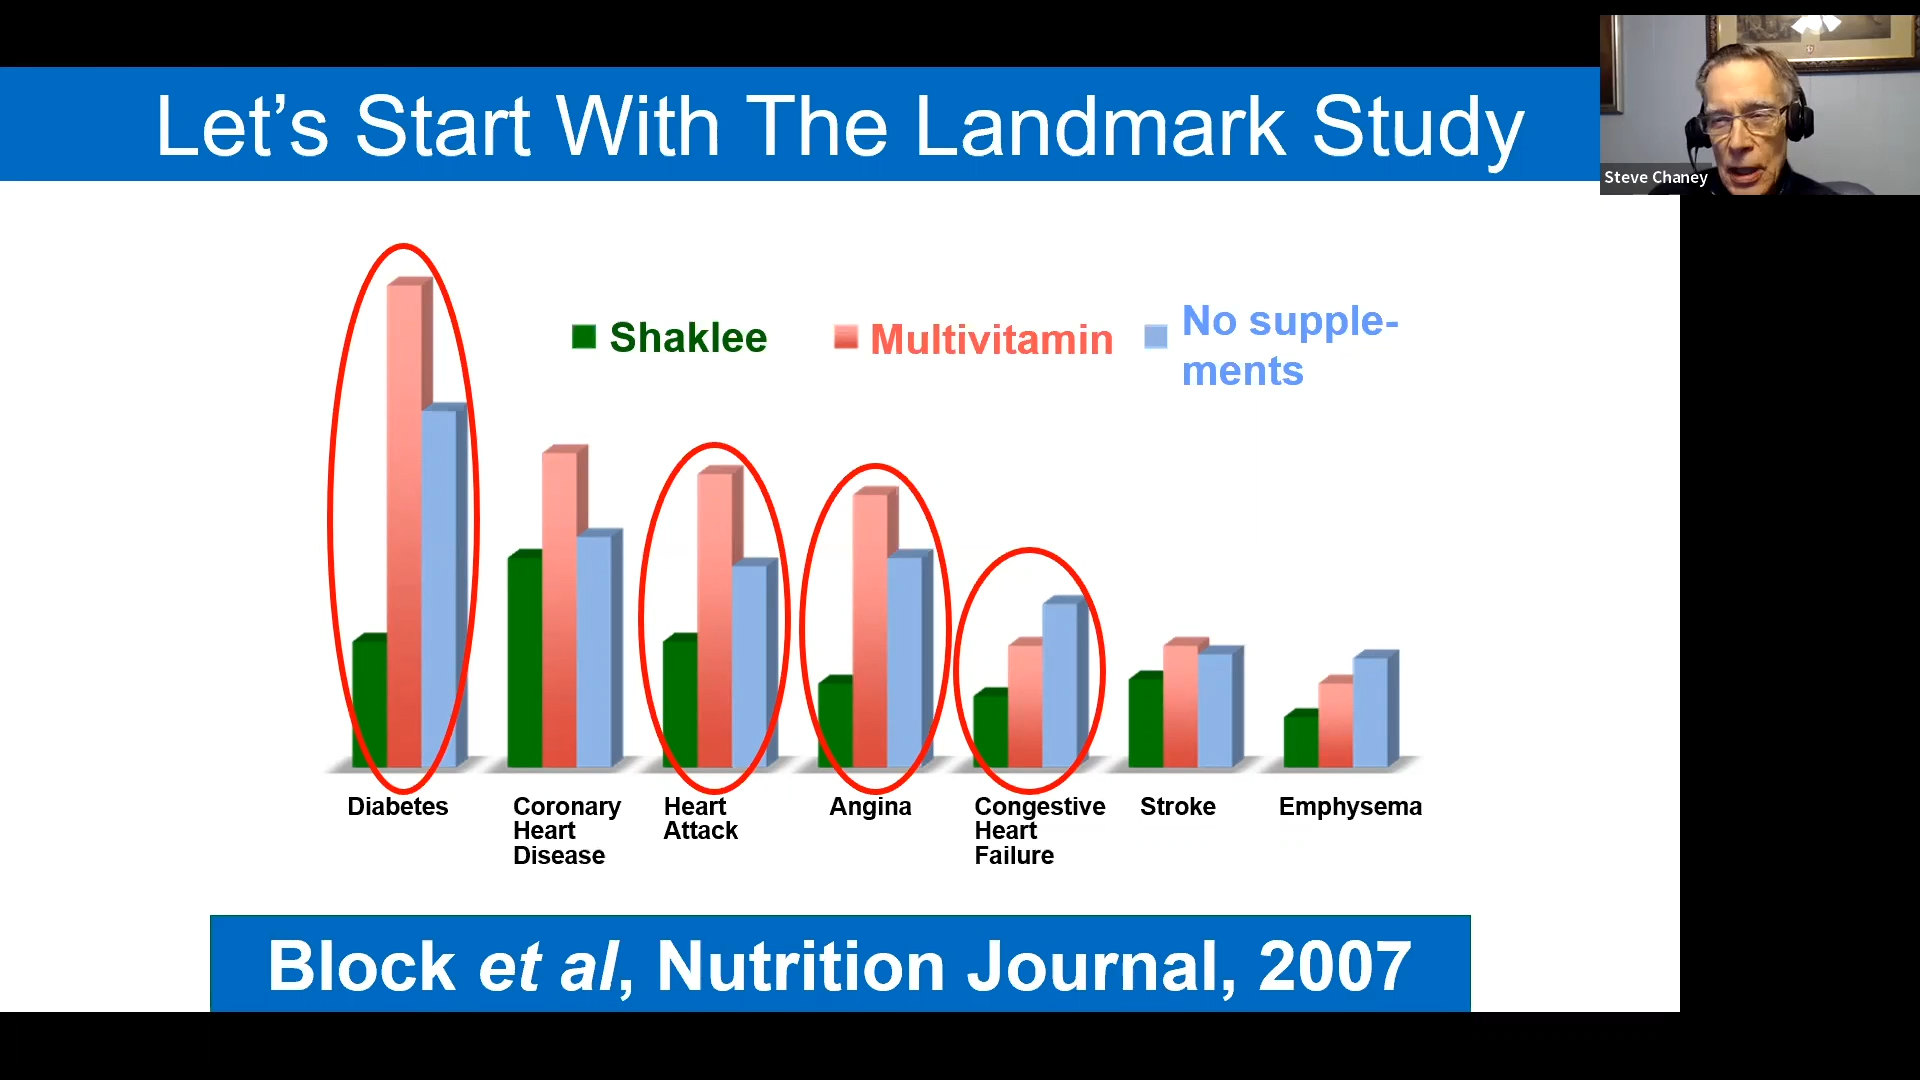 Let’s Start With The Landmark Study
Steve Chaney
Shaklee
Multivitamin
No supple-
ments
Diabetes
Coronary
Heart
Disease
Heart
Attack
Angina
Congestive
Heart
Failure
Stroke
Emphysema
Block et al, Nutrition Journal, 2007